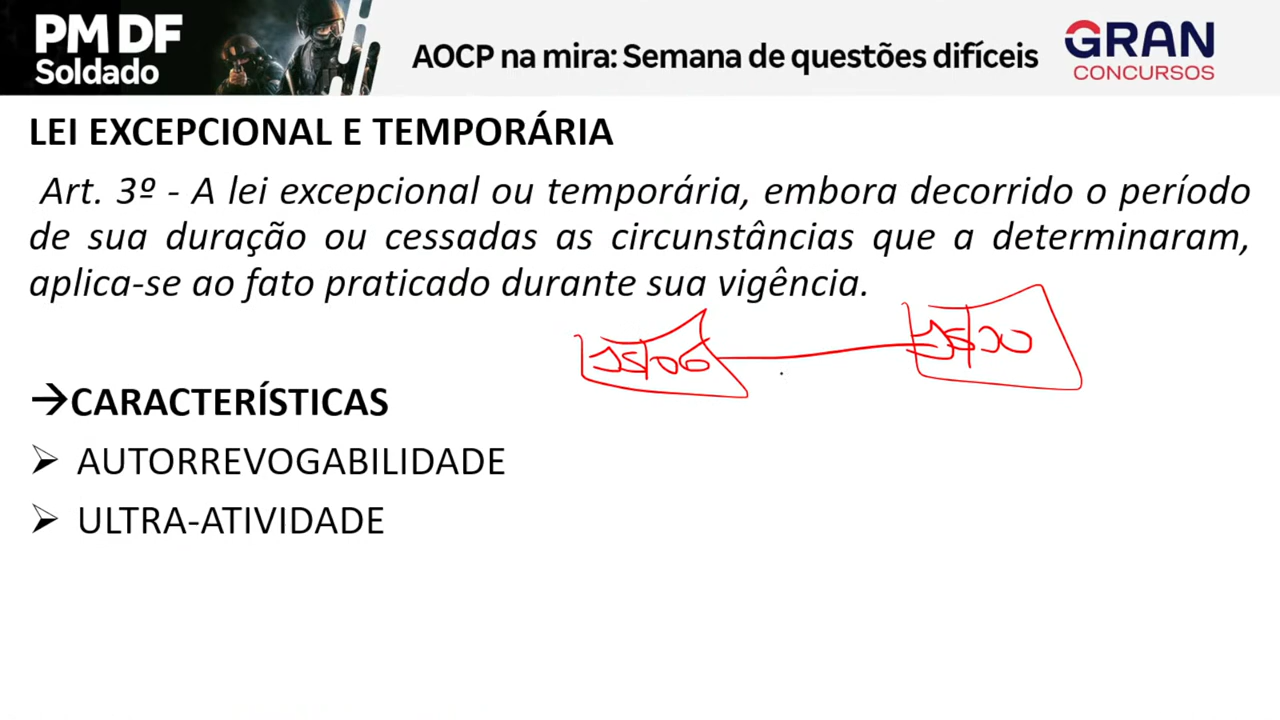 PM DF
Soldado
AOCP na mira: Semana de questões difíceis
GRAN
CONCURSOS
LEI EXCEPCIONAL E TEMPORÁRIA
Art. 3º - A lei excepcional ou temporária, embora decorrido o período
de sua duração ou cessadas as circunstâncias que a determinaram,
aplica-se ao fato praticado durante sua vigência.
→CARACTERÍSTICAS
➢ AUTORREVOGABILIDADE
➢ ULTRA-ATIVIDADE